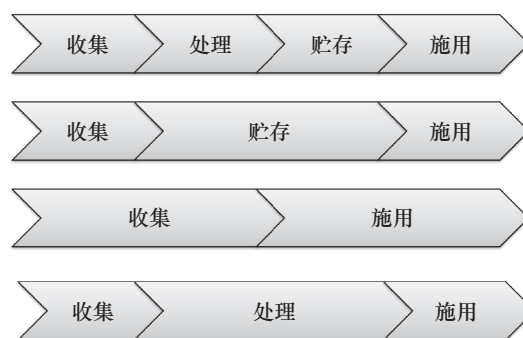 收集 处理 贮存 施用
收集 贮存 施用
收集 施用
收集 处理 施用